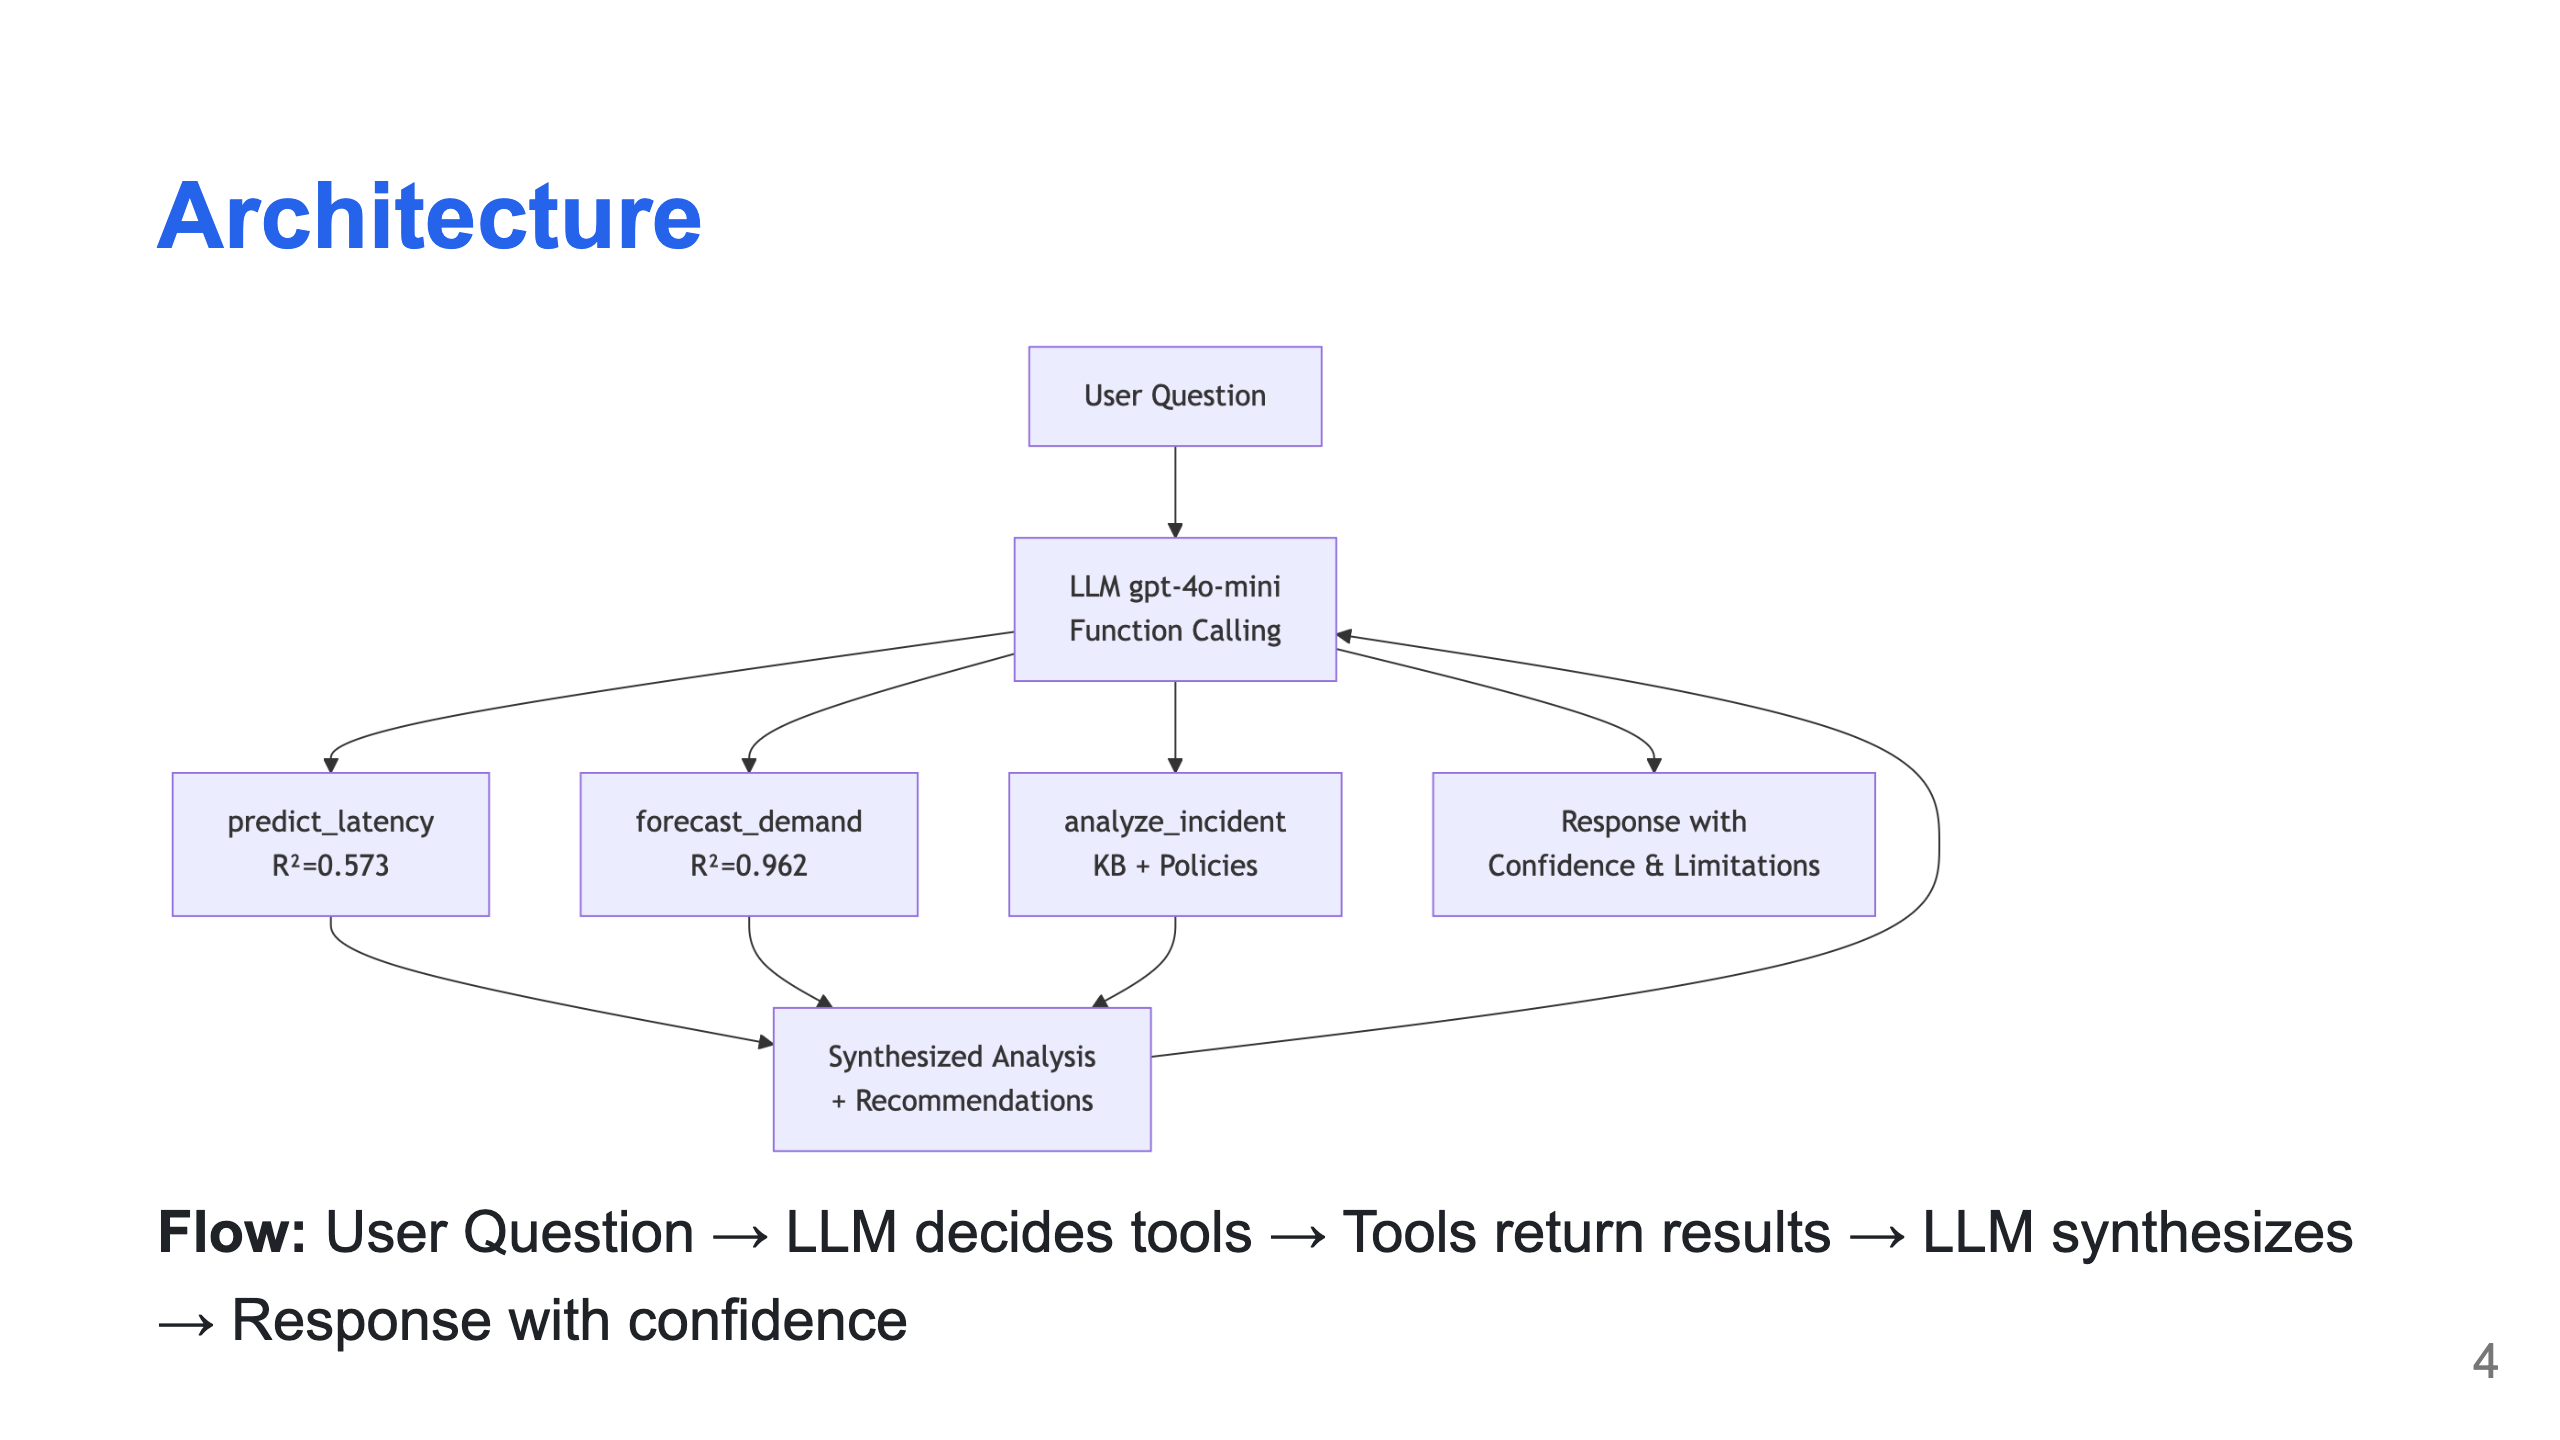 Architecture
User Question
LLM gpt-4o-mini
Function Calling
predict_latency
R²=0.573
forecast_demand
R²=0.962
analyze_incident
KB + Policies
Response with
Confidence & Limitations
Synthesized Analysis
+ Recommendations
Flow: User Question → LLM decides tools → Tools return results → LLM synthesizes
→ Response with confidence
4